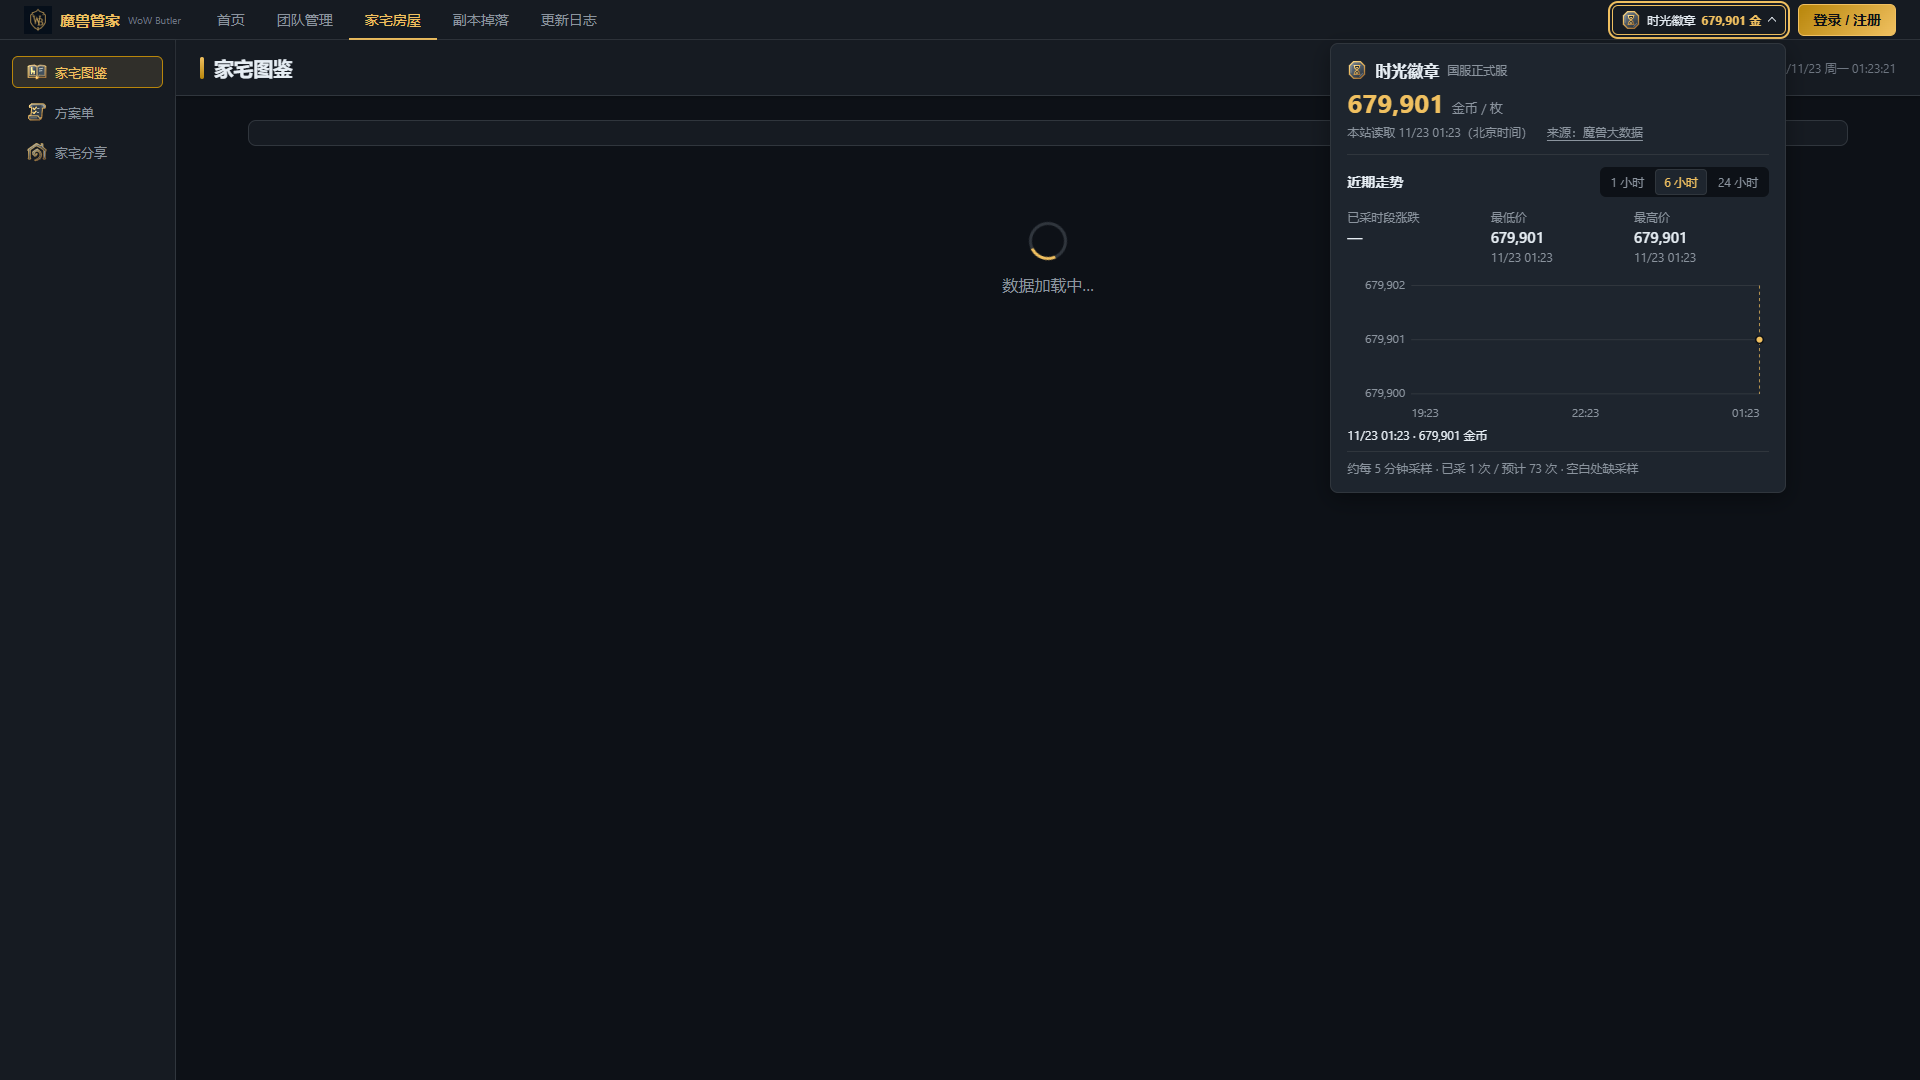 魔兽管家 WoW Butler 首页 团队管理 家宅房屋 副本掉落 更新日志 时光徽章 679,901 金 登录 / 注册
家宅图鉴
方案单
家宅分享
家宅图鉴
/11/23 周一 01:23:21
数据加载中...
时光徽章 国服正式服
679,901 金币 / 枚
本站读取 11/23 01:23（北京时间） 来源：魔兽大数据
近期走势 1 小时 6 小时 24 小时
已采时段涨跌 最低价 最高价
— 679,901 679,901
11/23 01:23 11/23 01:23
679,902
679,901
679,900
19:23 22:23 01:23
11/23 01:23 · 679,901 金币
约每 5 分钟采样 · 已采 1 次 / 预计 73 次 · 空白处缺采样